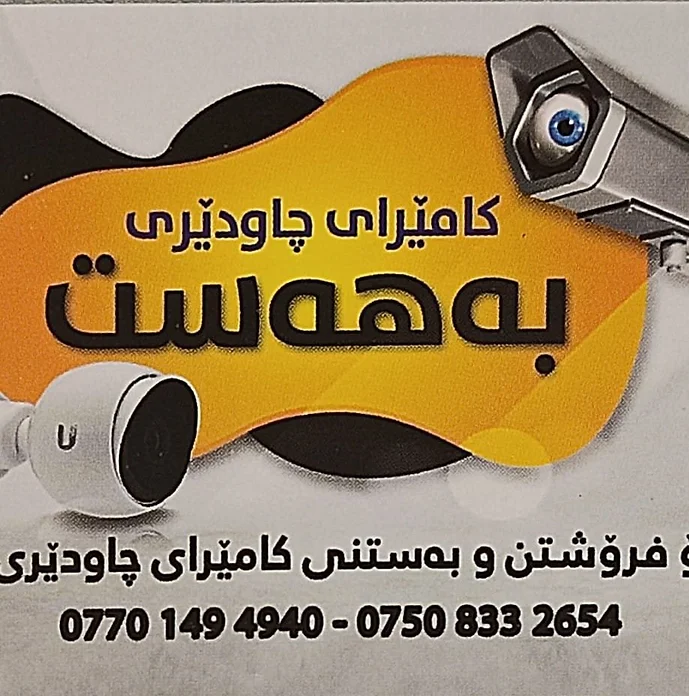 کامێرای چاودێری
بەهەست
ۆ فرۆشتن و بەستنی کامێرای چاودێری
0770 149 4940 - 0750 833 2654